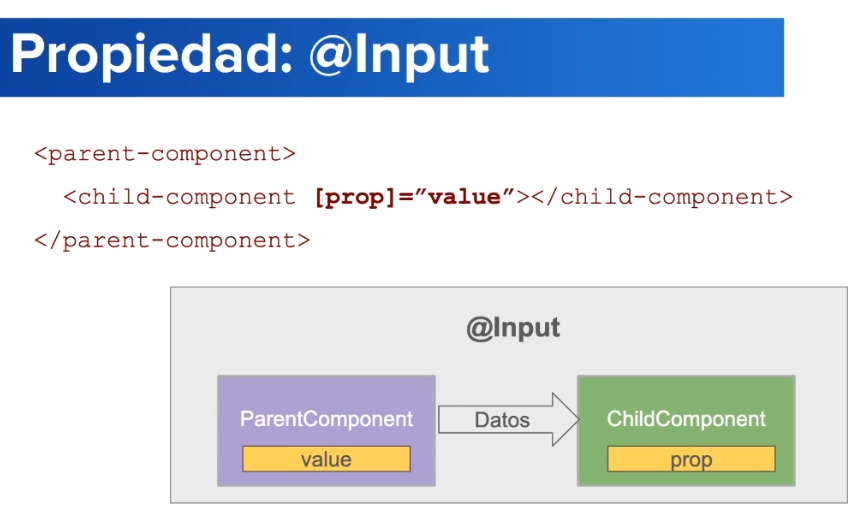 Propiedad: @Input
<parent-component>
<child-component [prop]=”value”></child-component>
</parent-component>
@Input
ParentComponent
Datos
ChildComponent
value
prop